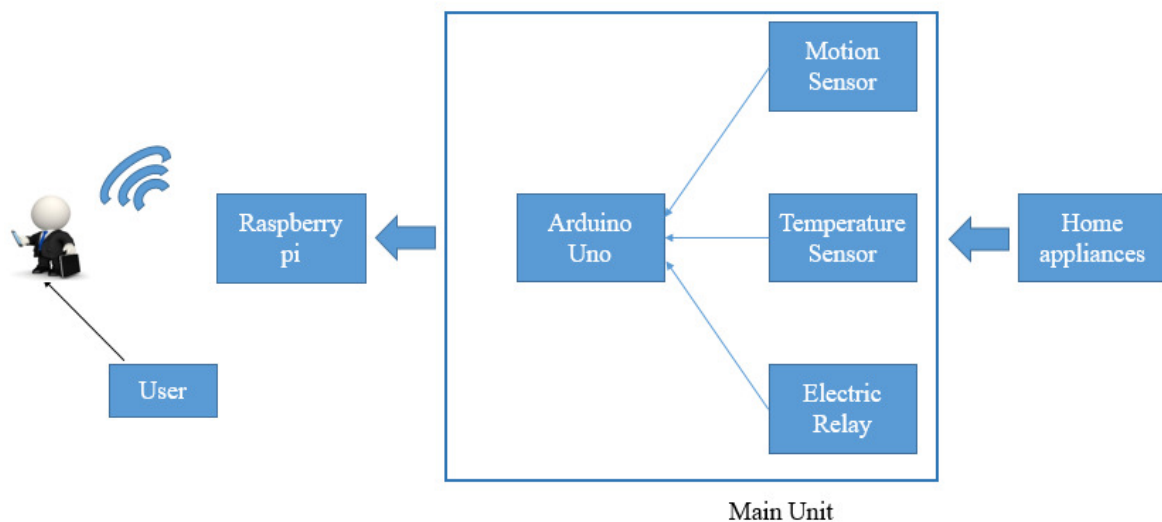 Motion
Sensor
Raspberry
pi
Arduino
Uno
Temperature
Sensor
Home
appliances
User
Electric
Relay
Main Unit